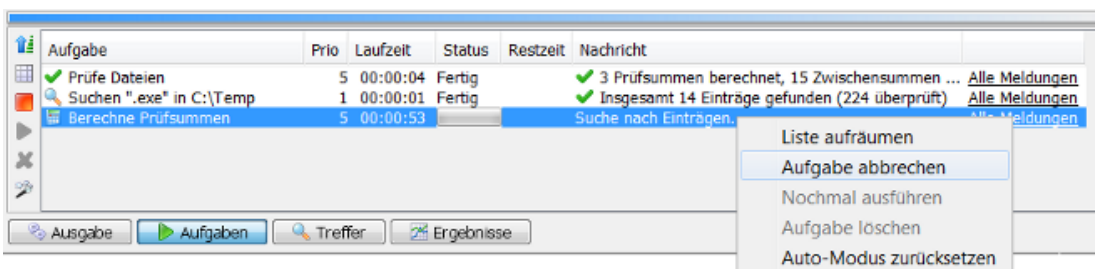 Aufgabe Prio Laufzeit Status Restzeit Nachricht
Prüfe Dateien 5 00:00:04 Fertig 3 Prüfsummen berechnet, 15 Zwischensummen ... Alle Meldungen
Suchen ".exe" in C:\Temp 1 00:00:01 Fertig Insgesamt 14 Einträge gefunden (224 überprüft) Alle Meldungen
Berechne Prüfsummen 5 00:00:53 Suche nach Einträgen. Alle Meldungen
Liste aufräumen
Aufgabe abbrechen
Nochmal ausführen
Aufgabe löschen
Auto-Modus zurücksetzen
Ausgabe Aufgaben Treffer Ergebnisse